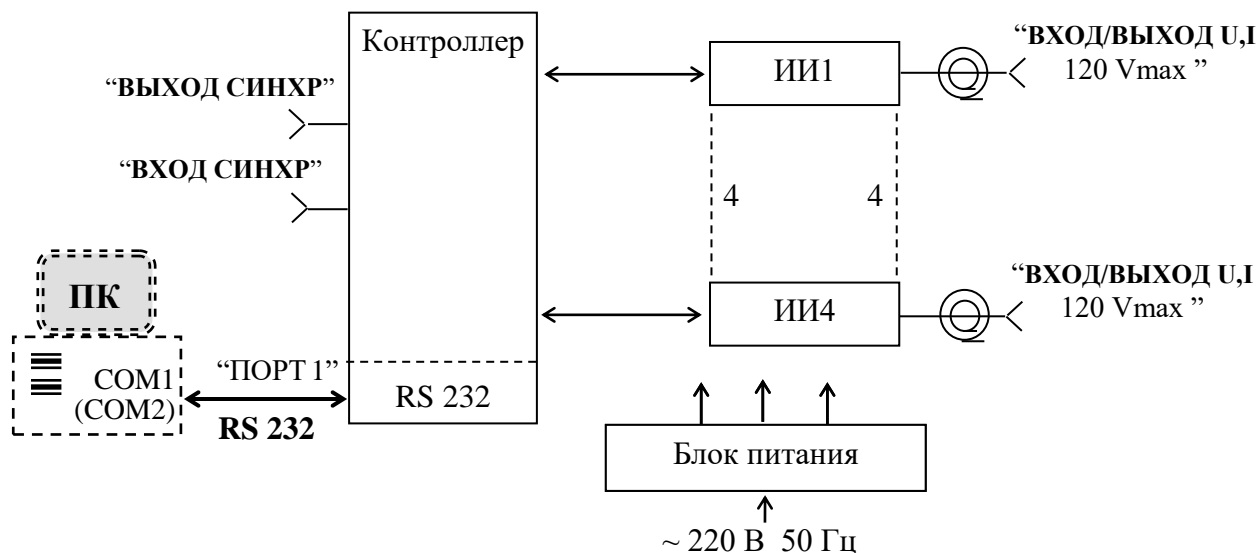 Контроллер
“ВЫХОД СИНХР”
“ВХОД СИНХР”
ИИ1
“ВХОД/ВЫХОД U,I
120 Vmax ”
4
4
ИИ4
“ВХОД/ВЫХОД U,I
120 Vmax ”
ПК
COM1
(COM2)
“ПОРТ 1”
RS 232
RS 232
Блок питания
~ 220 В 50 Гц